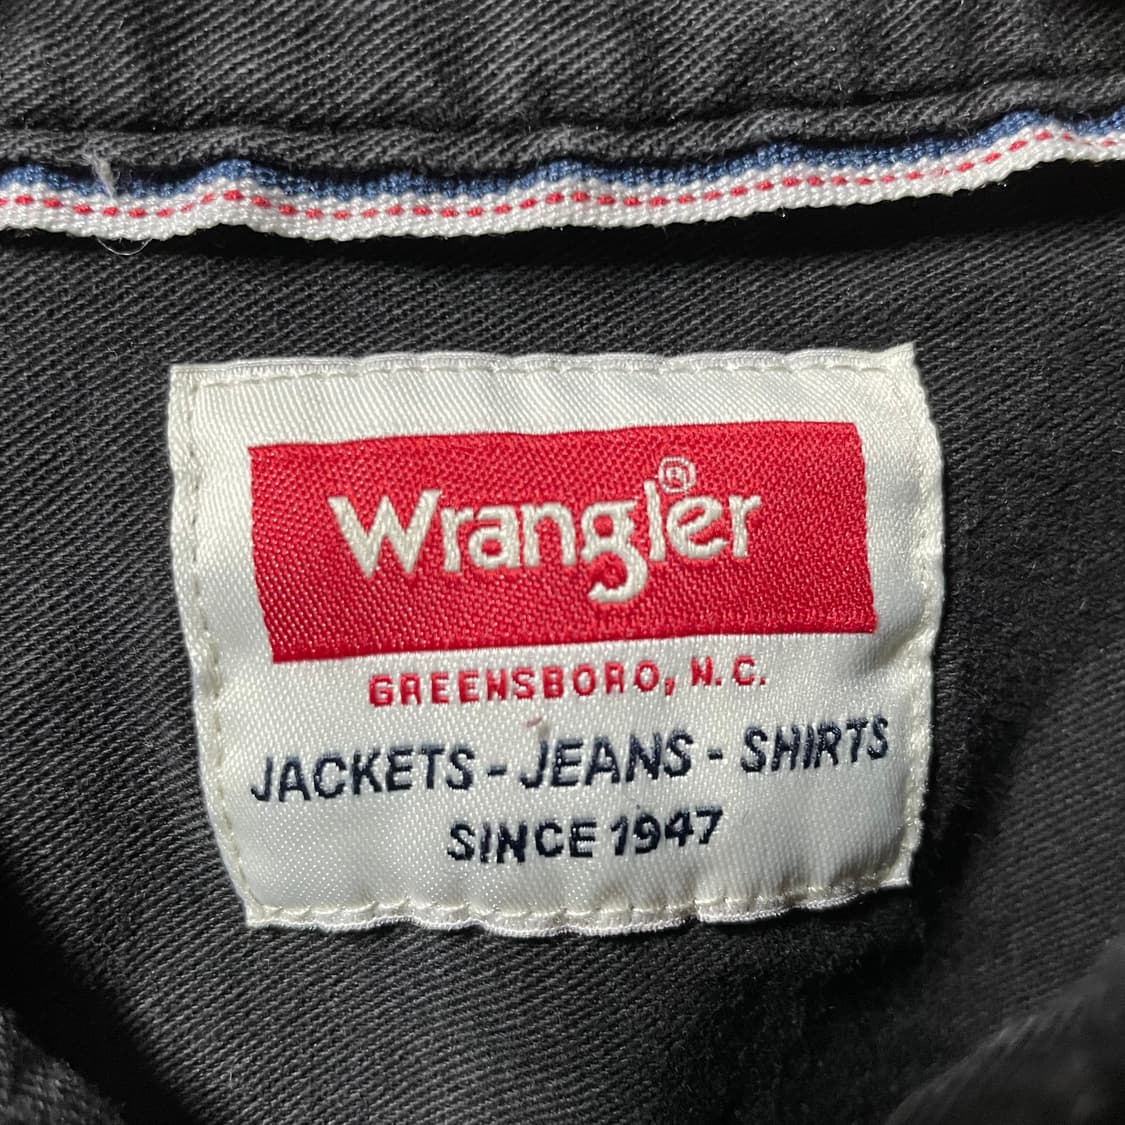 Wrangler®
GREENSBORO, N.C.
JACKETS - JEANS - SHIRTS
SINCE 1947